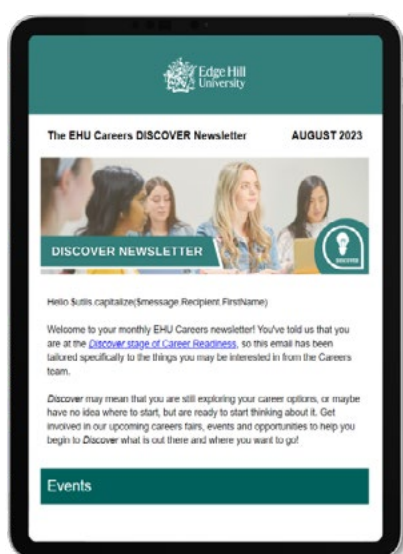 Edge Hill
University
The EHU Careers DISCOVER Newsletter AUGUST 2023
DISCOVER NEWSLETTER
DISCOVER
Hello $utils.capitalize($message.Recipient.FirstName)
Welcome to your monthly EHU Careers newsletter! You've told us that you
are at the Discover stage of Career Readiness, so this email has been
tailored specifically to the things you may be interested in from the Careers
team.
Discover may mean that you are still exploring your career options, or maybe
have no idea where to start, but are ready to start thinking about it. Get
involved in our upcoming careers fairs, events and opportunities to help you
begin to Discover what is out there and where you want to go!
Events